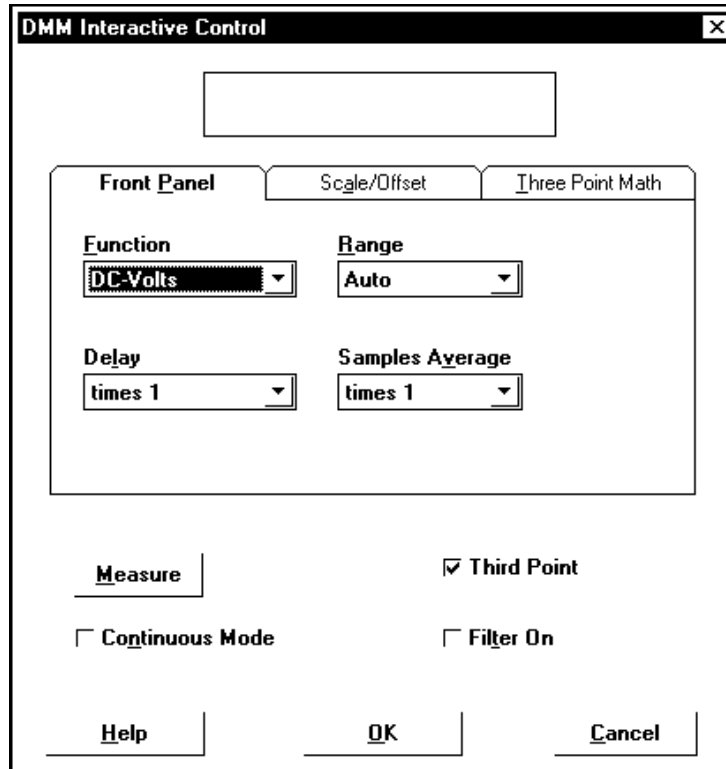 DMM Interactive Control
Front Panel
Scale/Offset
Three Point Math
Function
Range
DC-Volts
Auto
Delay
Samples Average
times 1
times 1
Measure
Third Point
Continuous Mode
Filter On
Help
OK
Cancel